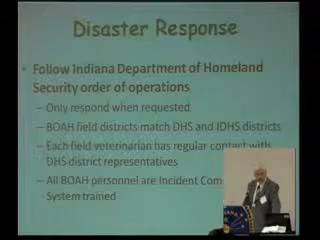 Disaster Response
• Follow Indiana Department of Homeland
Security order of operations
– Only respond when requested
– BOAH field districts match DHS and IDHS districts
– Each field veterinarian has regular contact with
DHS district representatives
– All BOAH personnel are Incident Com
System trained